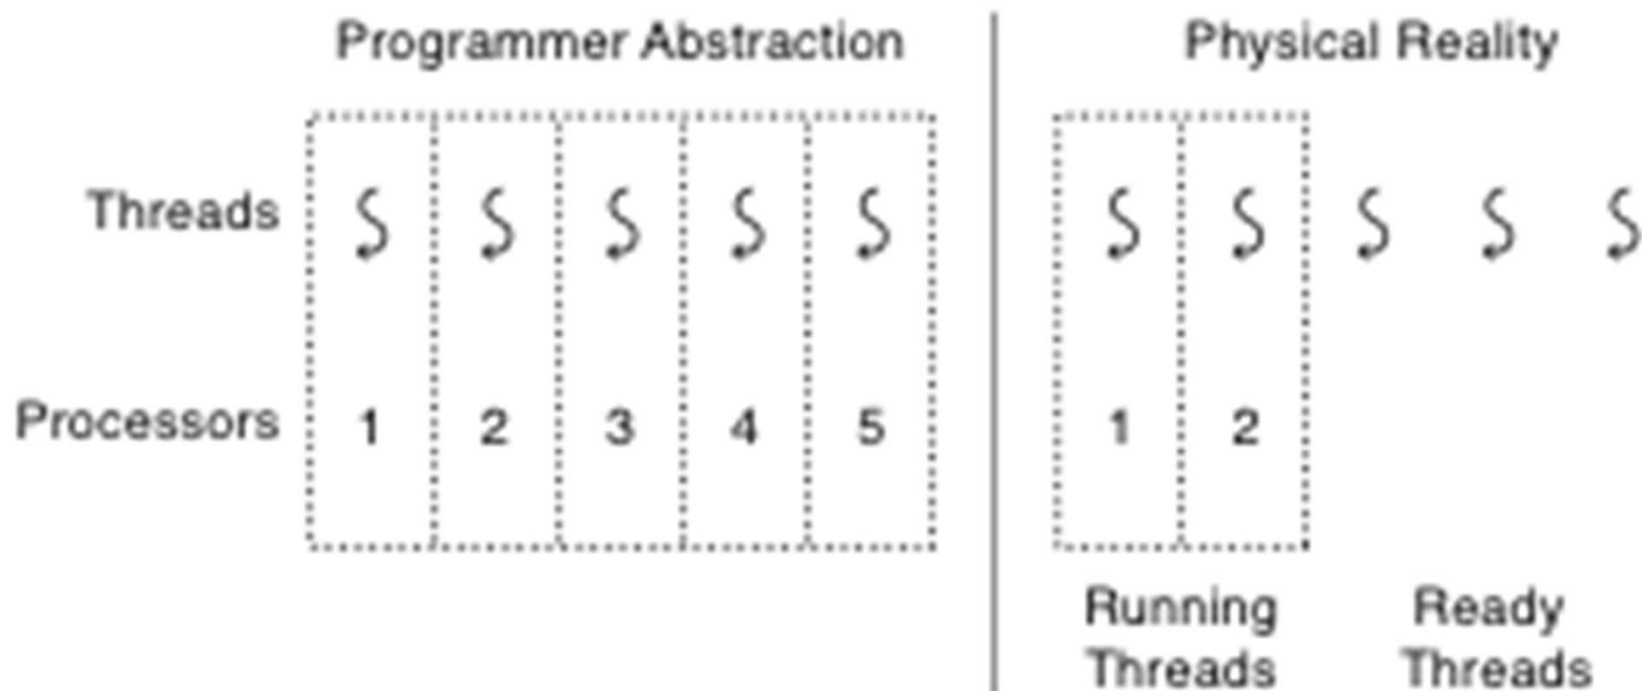 Programmer Abstraction
Physical Reality
Threads
Processors
1 2 3 4 5
1 2
Running
Threads
Ready
Threads